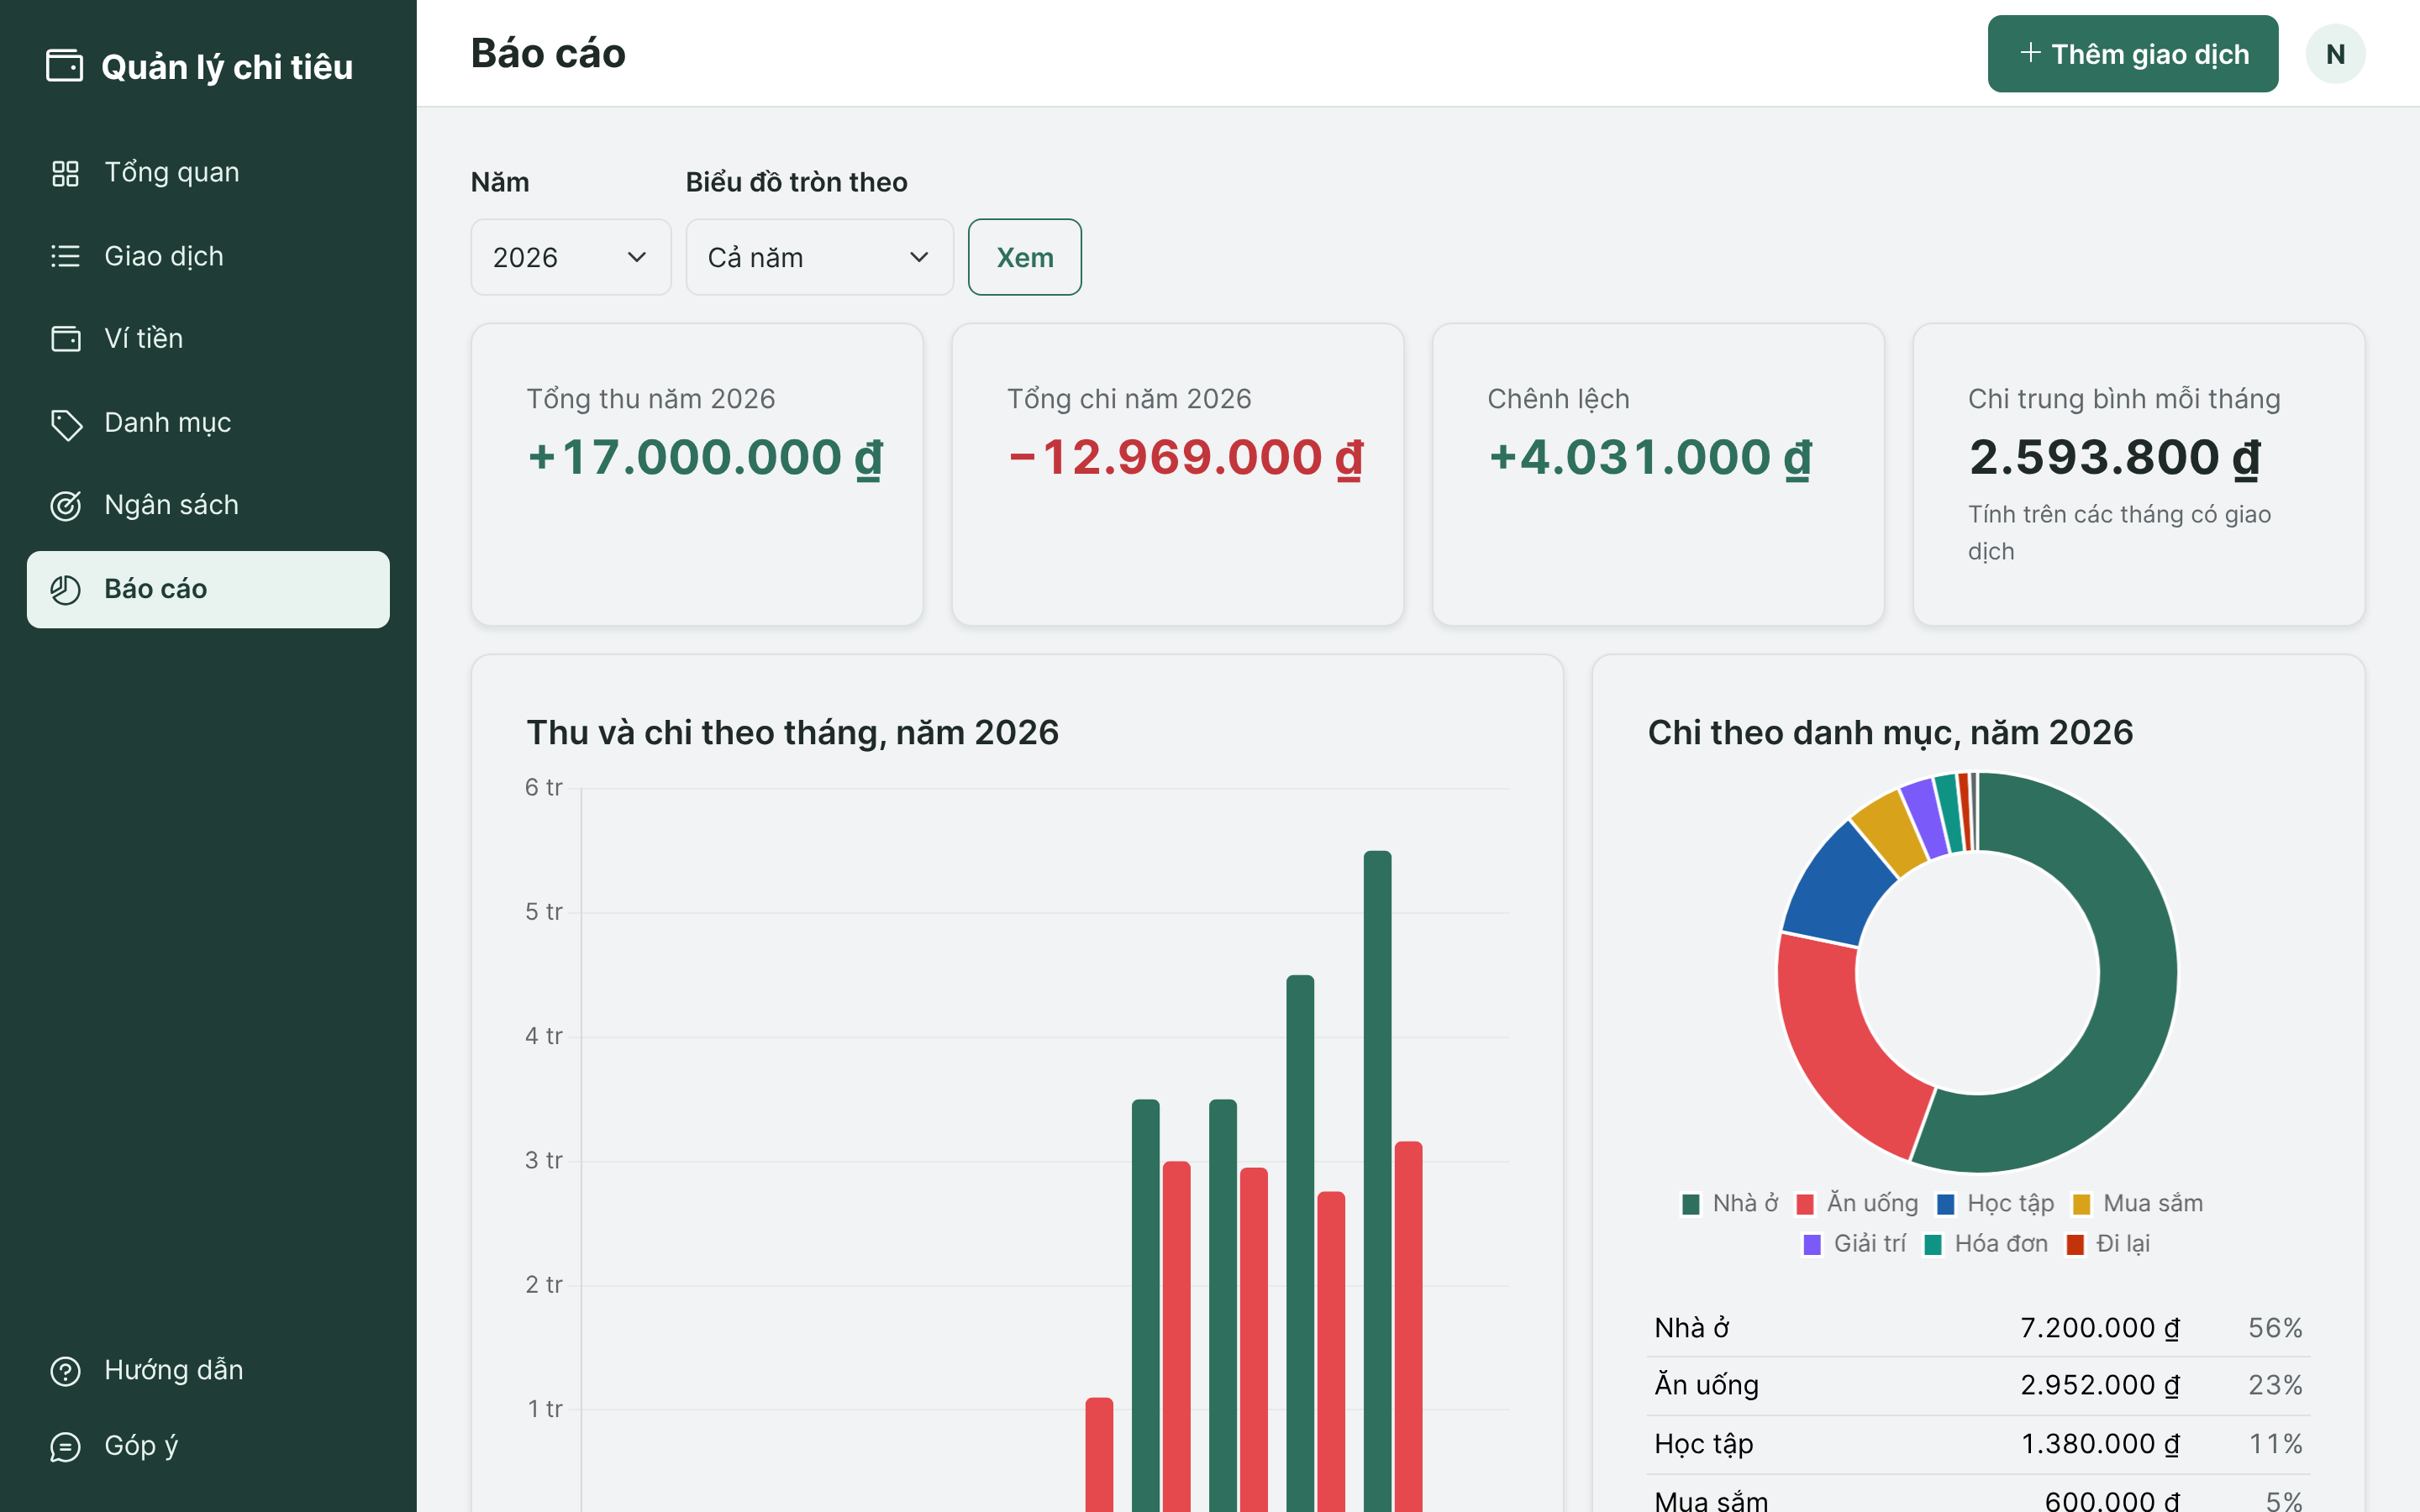 Quản lý chi tiêu
Tổng quan
Giao dịch
Ví tiền
Danh mục
Ngân sách
Báo cáo
Hướng dẫn
Góp ý
Báo cáo
+ Thêm giao dịch
N
Năm
Biểu đồ tròn theo
2026
Cả năm
Xem
Tổng thu năm 2026
+17.000.000 ₫
Tổng chi năm 2026
−12.969.000 ₫
Chênh lệch
+4.031.000 ₫
Chi trung bình mỗi tháng
2.593.800 ₫
Tính trên các tháng có giao
dịch
Thu và chi theo tháng, năm 2026
6 tr
5 tr
4 tr
3 tr
2 tr
1 tr
Chi theo danh mục, năm 2026
Nhà ở Ăn uống Học tập Mua sắm
Giải trí Hóa đơn Đi lại
Nhà ở 7.200.000 ₫ 56%
Ăn uống 2.952.000 ₫ 23%
Học tập 1.380.000 ₫ 11%
Mua sắm 600.000 ₫ 5%